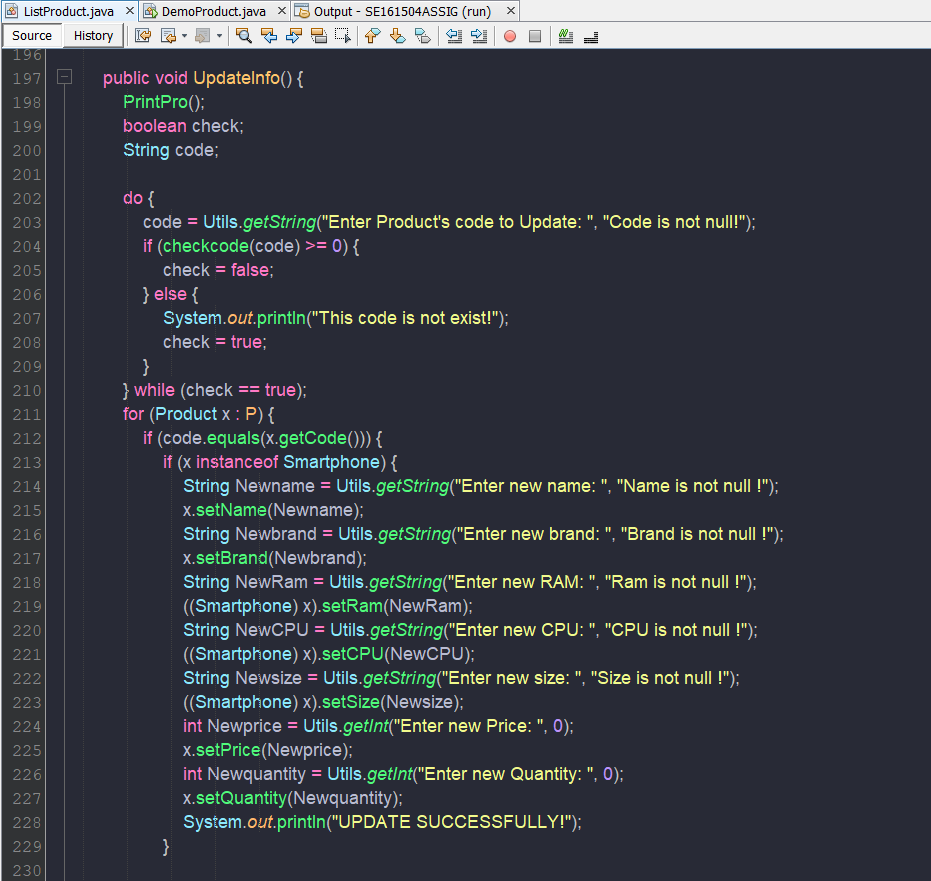 ListProduct.java × DemoProduct.java × Output - SE161504ASSIG (run) ×
Source History
196
197 public void UpdateInfo() {
198 PrintPro();
199 boolean check;
200 String code;
201
202 do {
203 code = Utils.getString("Enter Product's code to Update: ", "Code is not null!");
204 if (checkcode(code) >= 0) {
205 check = false;
206 } else {
207 System.out.println("This code is not exist!");
208 check = true;
209 }
210 } while (check == true);
211 for (Product x : P) {
212 if (code.equals(x.getCode())) {
213 if (x instanceof Smartphone) {
214 String Newname = Utils.getString("Enter new name: ", "Name is not null !");
215 x.setName(Newname);
216 String Newbrand = Utils.getString("Enter new brand: ", "Brand is not null !");
217 x.setBrand(Newbrand);
218 String NewRam = Utils.getString("Enter new RAM: ", "Ram is not null !");
219 ((Smartphone) x).setRam(NewRam);
220 String NewCPU = Utils.getString("Enter new CPU: ", "CPU is not null !");
221 ((Smartphone) x).setCPU(NewCPU);
222 String Newsize = Utils.getString("Enter new size: ", "Size is not null !");
223 ((Smartphone) x).setSize(Newsize);
224 int Newprice = Utils.getInt("Enter new Price: ", 0);
225 x.setPrice(Newprice);
226 int Newquantity = Utils.getInt("Enter new Quantity: ", 0);
227 x.setQuantity(Newquantity);
228 System.out.println("UPDATE SUCCESSFULLY!");
229 }
230